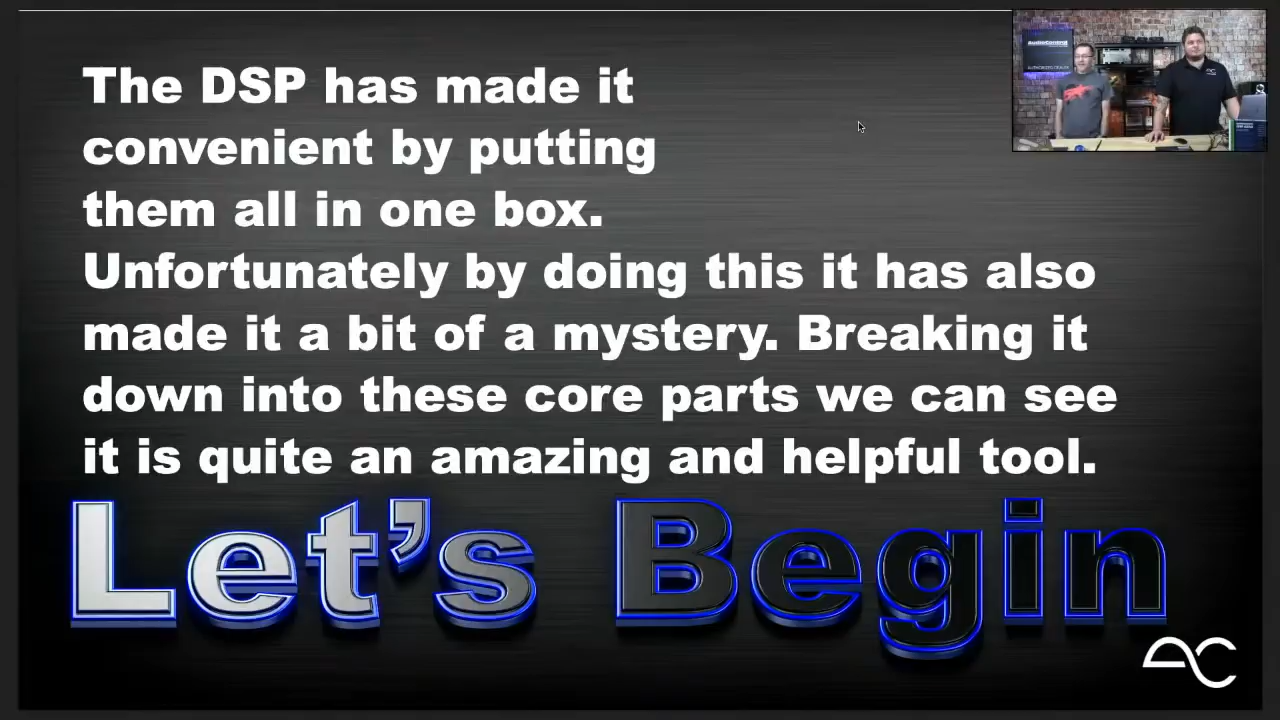 The DSP has made it
convenient by putting
them all in one box.
Unfortunately by doing this it has also
made it a bit of a mystery. Breaking it
down into these core parts we can see
it is quite an amazing and helpful tool.
Let's Begin
AC
AudioControl